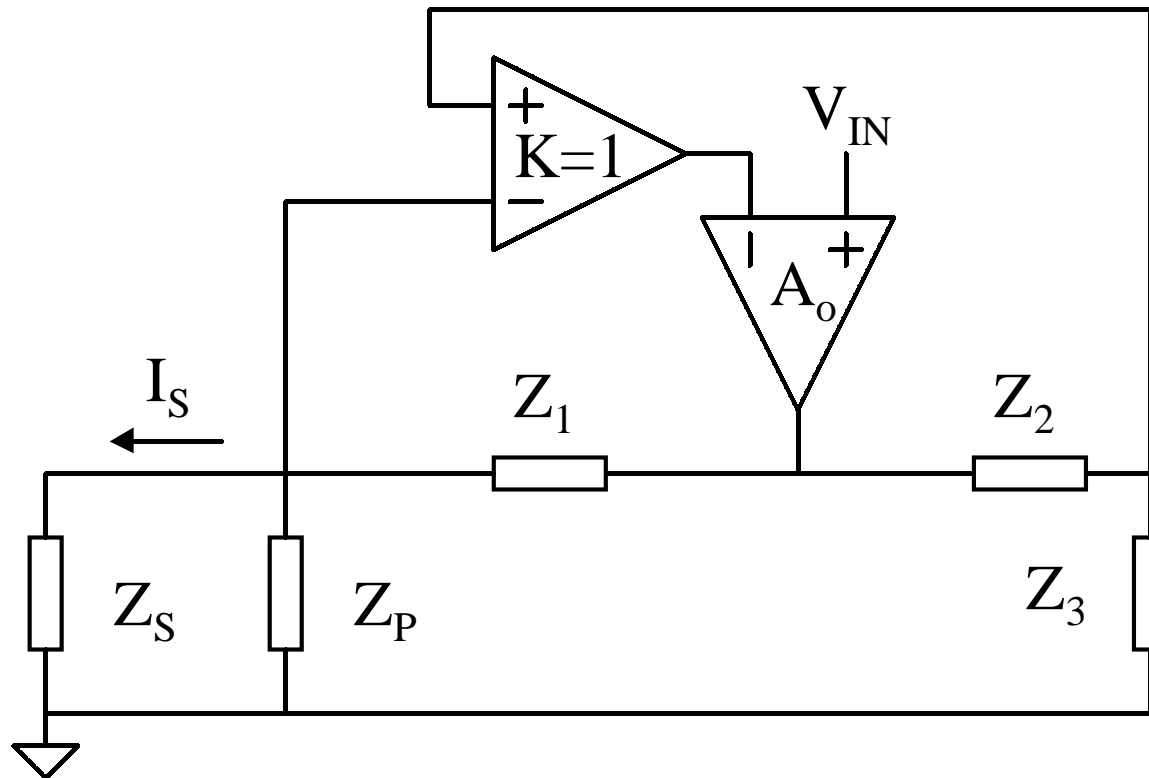 +
K=1
−
V_IN
− +
A_o
I_S
Z_1
Z_2
Z_S
Z_P
Z_3